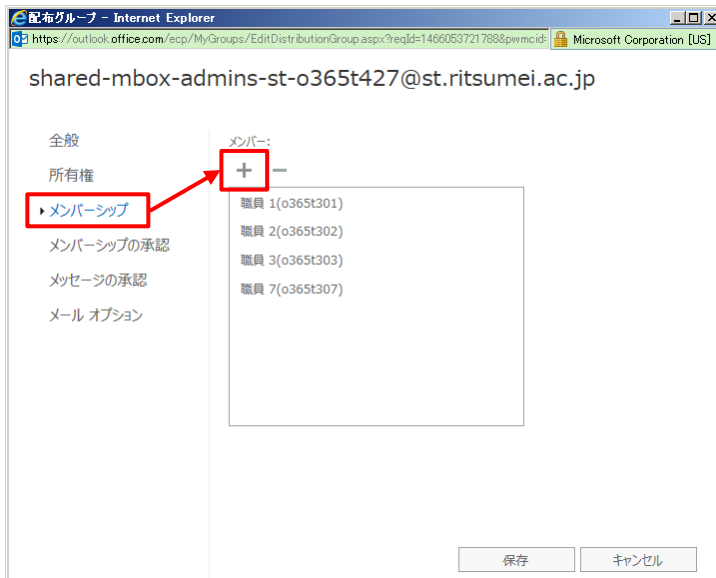 配布グループ - Internet Explorer
https://outlook.office.com/ecp/MyGroups/EditDistributionGroup.aspx?reqId=1466053721788&pwmcid=
Microsoft Corporation [US]
shared-mbox-admins-st-o365t427@st.ritsumei.ac.jp
全般
所有権
メンバーシップ
メンバーシップの承認
メッセージの承認
メール オプション
メンバー:
職員 1(o365t301)
職員 2(o365t302)
職員 3(o365t303)
職員 7(o365t307)
保存
キャンセル